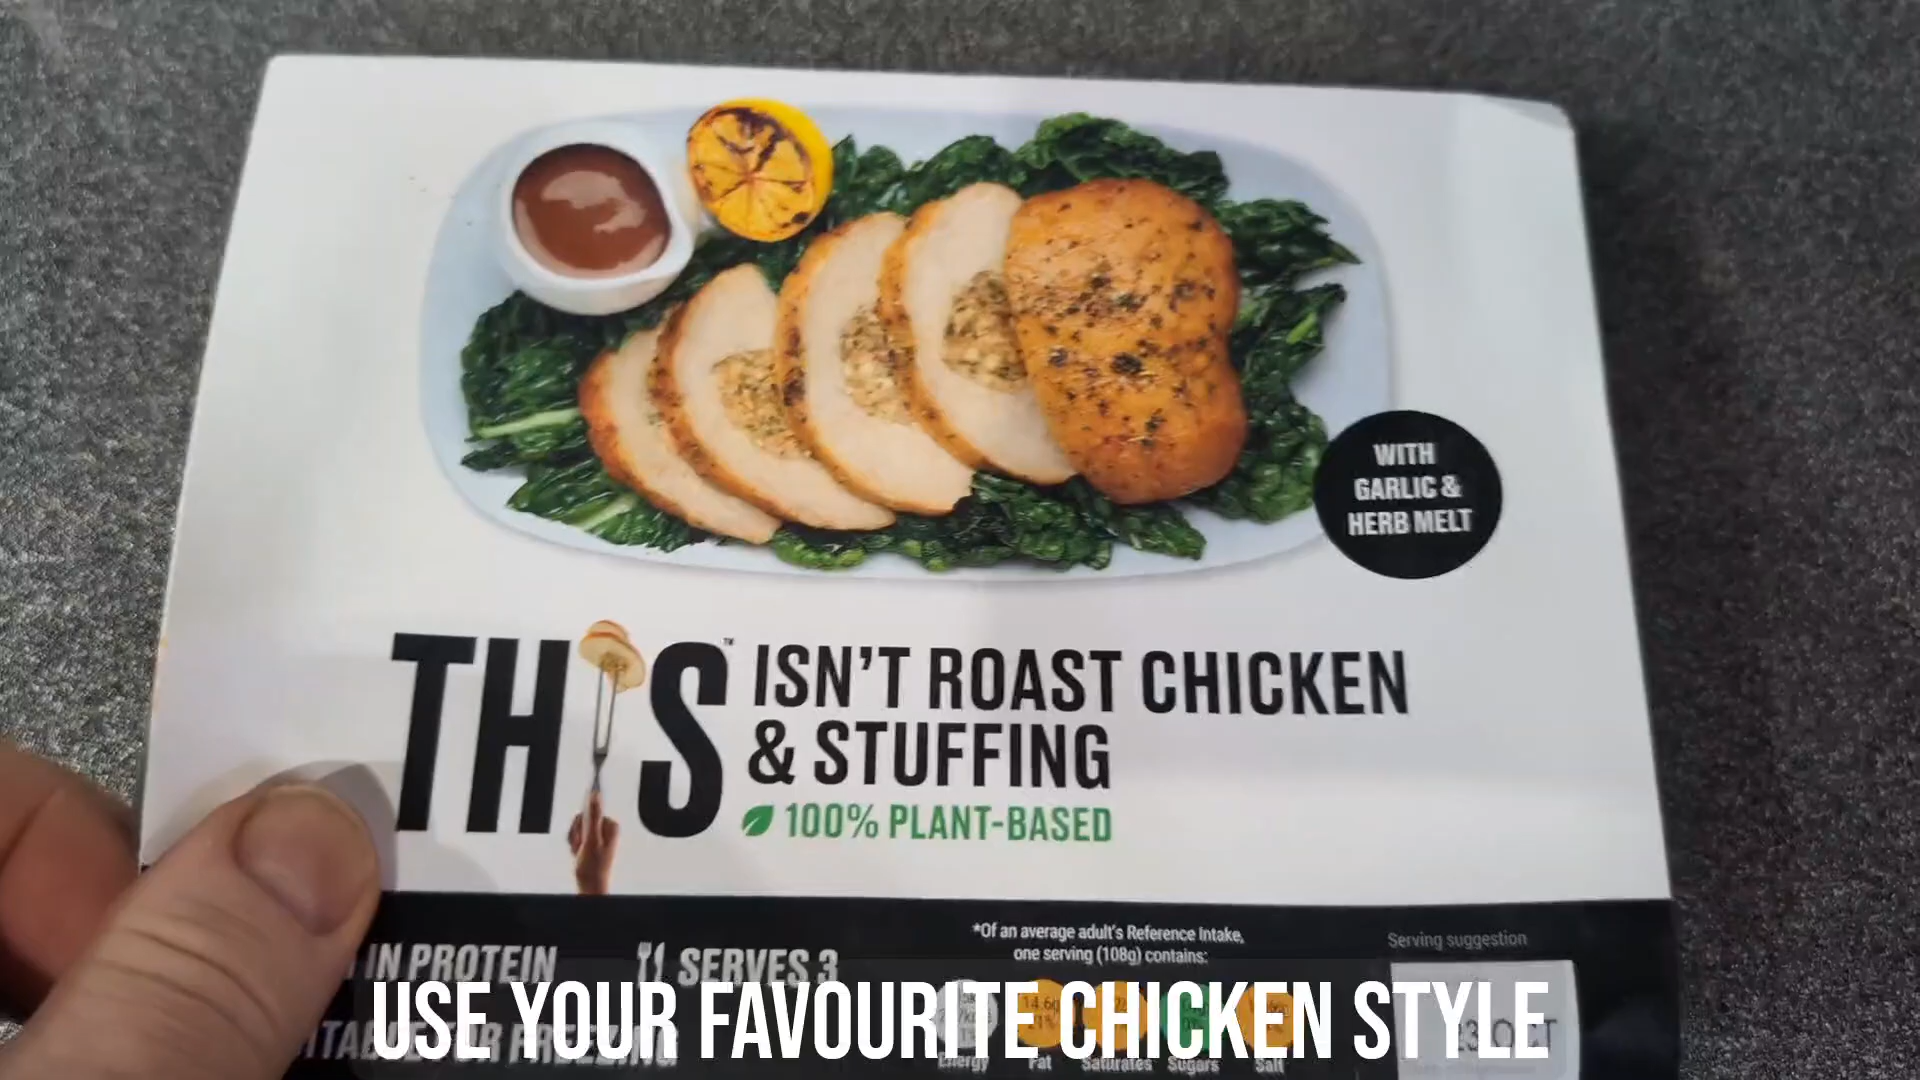 WITH
GARLIC &
HERB MELT
THIS™ ISN'T ROAST CHICKEN
& STUFFING
100% PLANT-BASED
*Of an average adult's Reference Intake,
one serving (108g) contains:
Serving suggestion
IN PROTEIN
SERVES 3
USE YOUR FAVOURITE CHICKEN STYLE
Energy Fat Saturates Sugars Salt